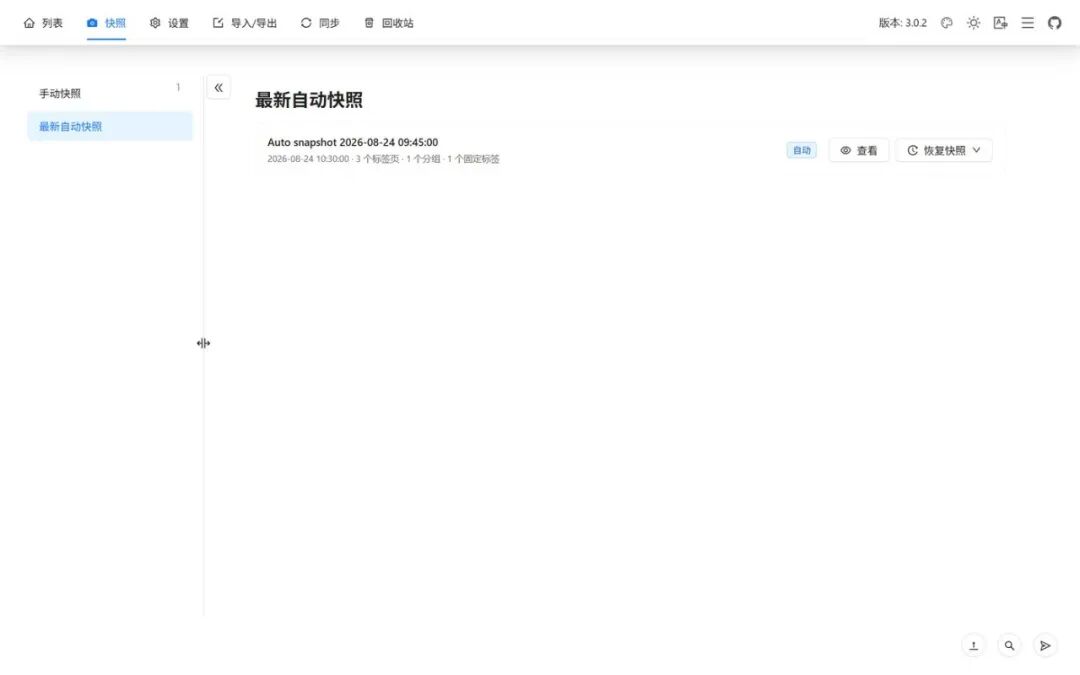 列表 快照 设置 导入/导出 同步 回收站 版本: 3.0.2
手动快照 1
最新自动快照
最新自动快照
Auto snapshot 2026-08-24 09:45:00
2026-08-24 10:30:00 · 3 个标签页 · 1 个分组 · 1 个固定标签
自动 查看 恢复快照